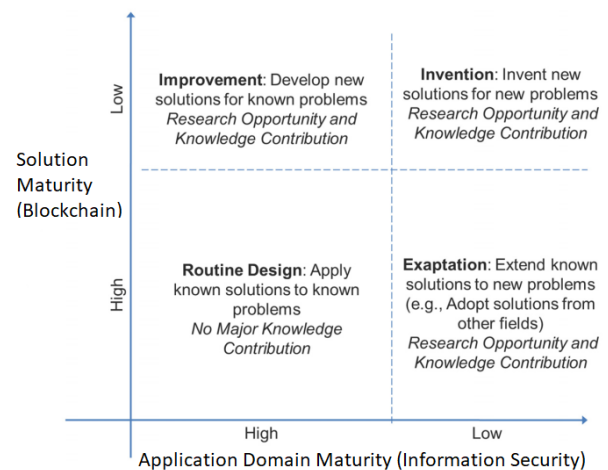 Low
Improvement: Develop new
solutions for known problems
Research Opportunity and
Knowledge Contribution
Invention: Invent new
solutions for new problems
Research Opportunity and
Knowledge Contribution
Solution
Maturity
(Blockchain)
High
Routine Design: Apply
known solutions to known
problems
No Major Knowledge
Contribution
Exaptation: Extend known
solutions to new problems
(e.g., Adopt solutions from
other fields)
Research Opportunity and
Knowledge Contribution
High
Low
Application Domain Maturity (Information Security)